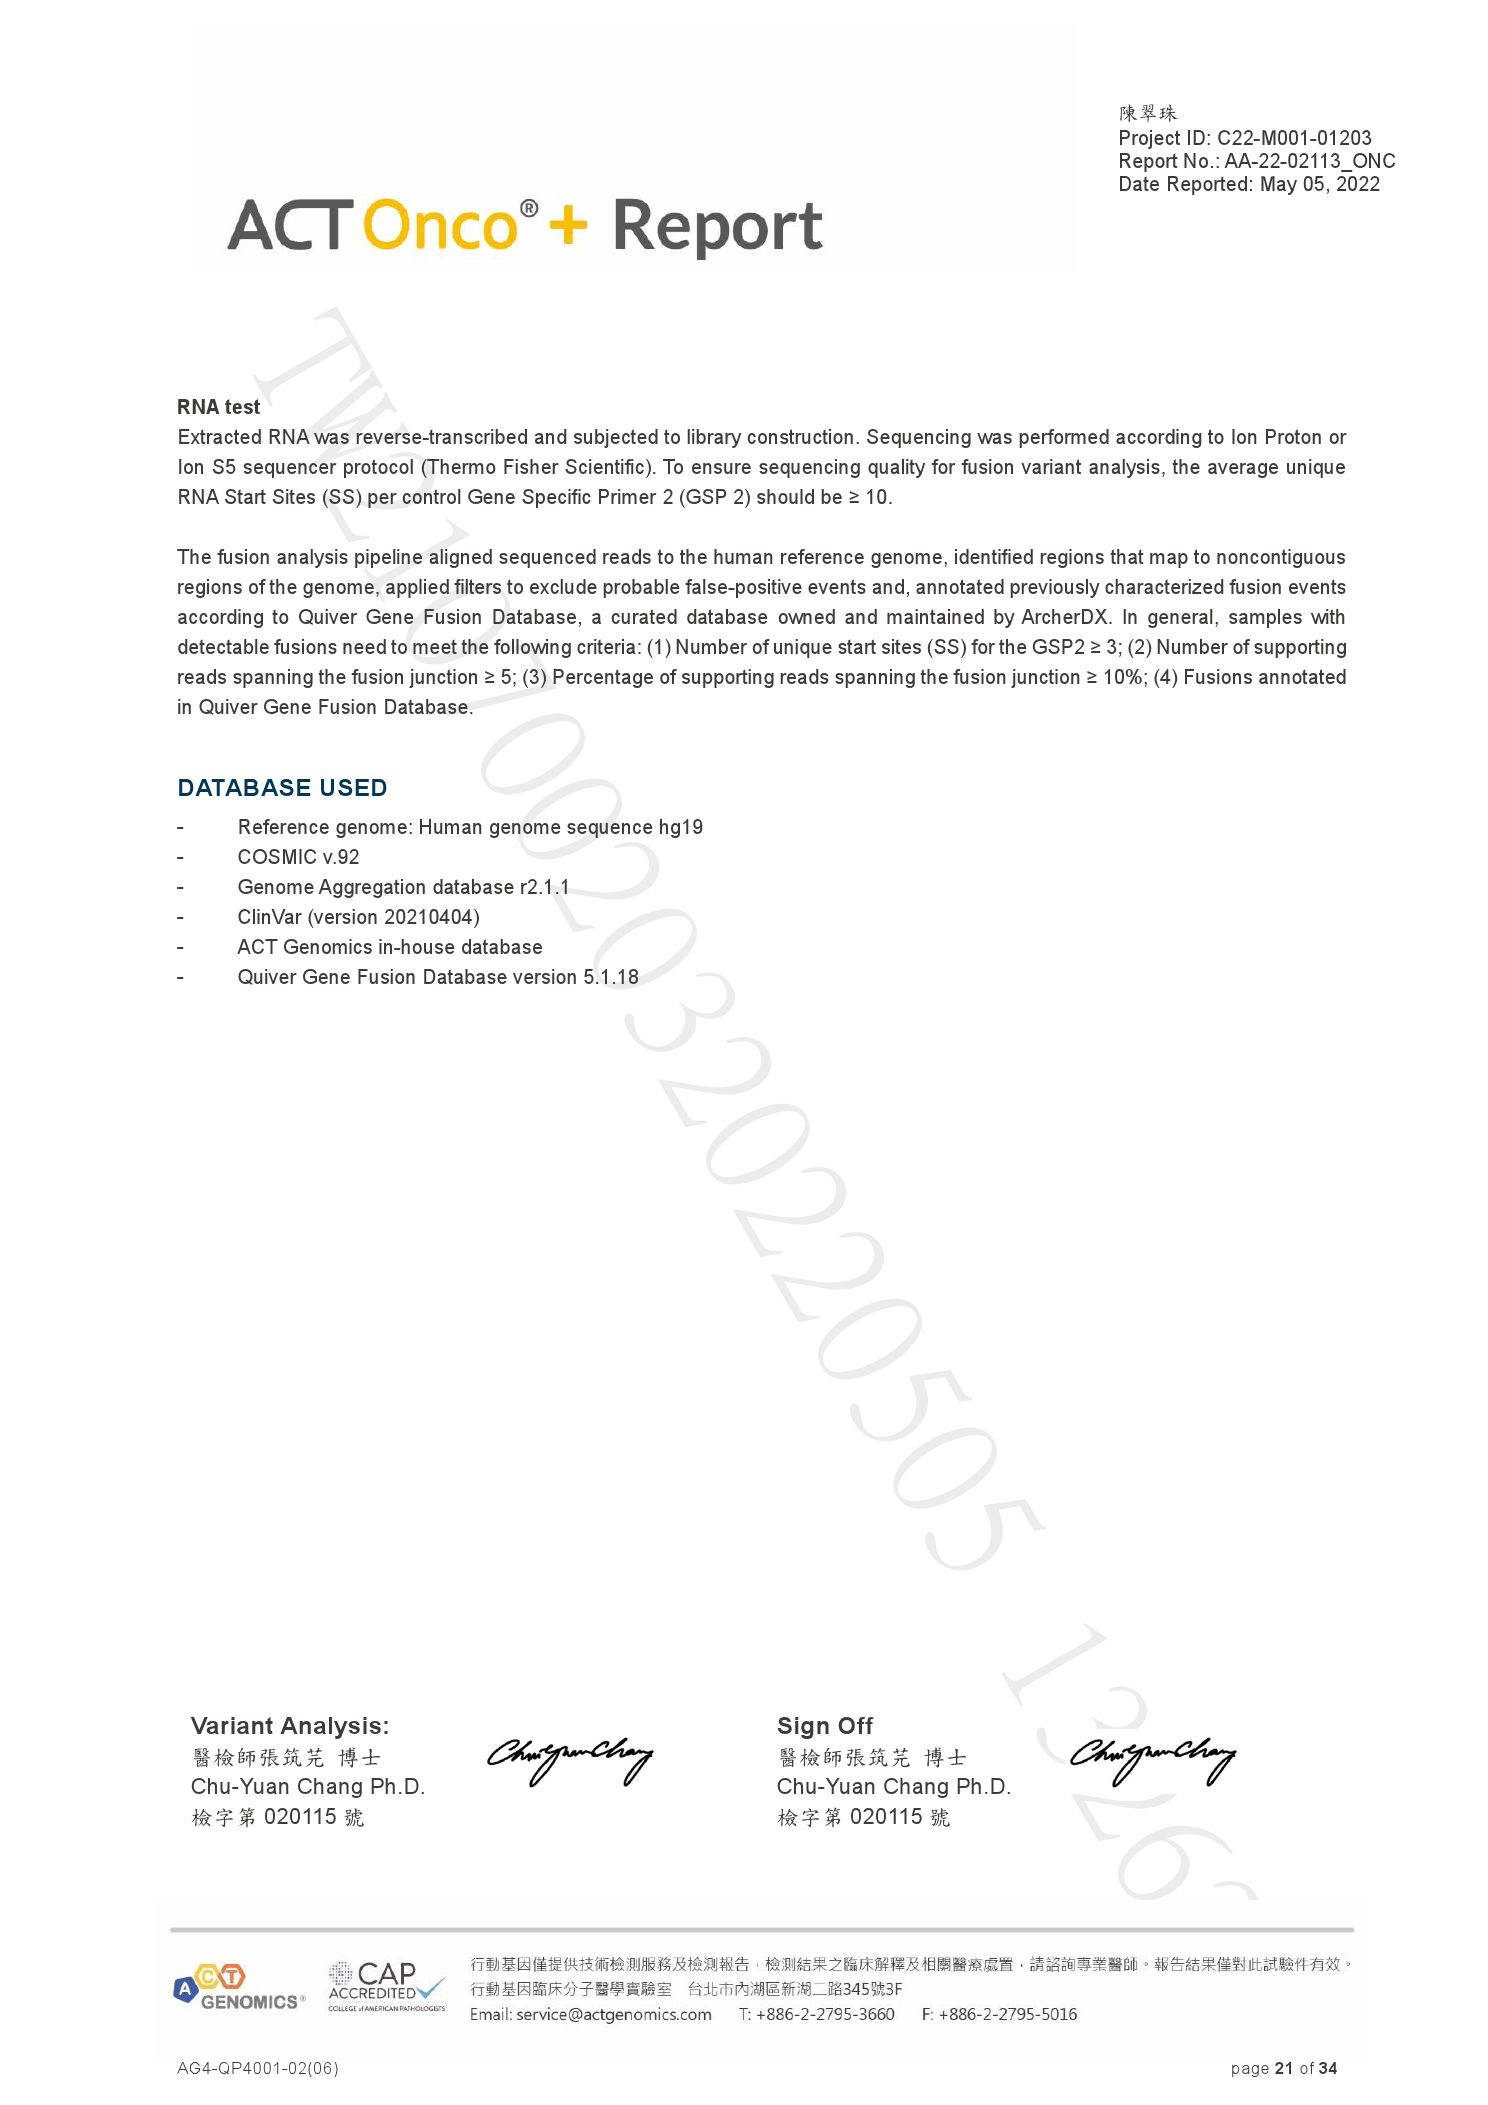 陳翠珠
Project ID: C22-M001-01203
Report No.: AA-22-02113_ONC
Date Reported: May 05, 2022
ACT Onco®+ Report
RNA test
Extracted RNA was reverse-transcribed and subjected to library construction. Sequencing was performed according to Ion Proton or
Ion S5 sequencer protocol (Thermo Fisher Scientific). To ensure sequencing quality for fusion variant analysis, the average unique
RNA Start Sites (SS) per control Gene Specific Primer 2 (GSP 2) should be ≥ 10.
The fusion analysis pipeline aligned sequenced reads to the human reference genome, identified regions that map to noncontiguous
regions of the genome, applied filters to exclude probable false-positive events and, annotated previously characterized fusion events
according to Quiver Gene Fusion Database, a curated database owned and maintained by ArcherDX. In general, samples with
detectable fusions need to meet the following criteria: (1) Number of unique start sites (SS) for the GSP2 ≥ 3; (2) Number of supporting
reads spanning the fusion junction ≥ 5; (3) Percentage of supporting reads spanning the fusion junction ≥ 10%; (4) Fusions annotated
in Quiver Gene Fusion Database.
DATABASE USED
- Reference genome: Human genome sequence hg19
- COSMIC v.92
- Genome Aggregation database r2.1.1
- ClinVar (version 20210404)
- ACT Genomics in-house database
- Quiver Gene Fusion Database version 5.1.18
Variant Analysis:
醫檢師張筑芫 博士
Chu-Yuan Chang Ph.D.
檢字第 020115 號
Chu-Yuan Chang
Sign Off
醫檢師張筑芫 博士
Chu-Yuan Chang Ph.D.
檢字第 020115 號
Chu-Yuan Chang
ACT
GENOMICS®
CAP
ACCREDITED
COLLEGE of AMERICAN PATHOLOGISTS
行動基因僅提供技術檢測服務及檢測報告，檢測結果之臨床解釋及相關醫療處置，請諮詢專業醫師。報告結果僅對此試驗件有效。
行動基因臨床分子醫學實驗室 台北市內湖區新湖二路345號3F
Email: service@actgenomics.com T: +886-2-2795-3660 F: +886-2-2795-5016
AG4-QP4001-02(06)
page 21 of 34